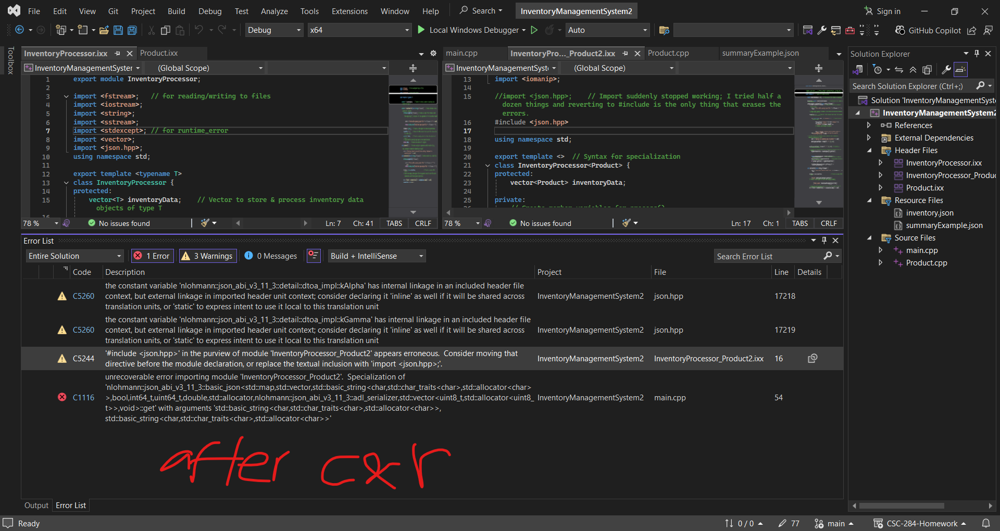 File Edit View Git Project Build Debug Test Analyze Tools Extensions Window Help Search InventoryManagementSystem2 Sign in
Debug x64 Local Windows Debugger Auto GitHub Copilot
Toolbox
InventoryProcessor.ixx Product.ixx
InventoryManagementSyster (Global Scope)
1 export module InventoryProcessor;
2
3 import <fstream>; // for reading/writing to files
4 import <iostream>;
5 import <string>;
6 import <sstream>;
7 import <stdexcept>; // for runtime_error
8 import <vector>;
9 import <json.hpp>;
10 using namespace std;
11
12 export template <typename T>
13 class InventoryProcessor {
14 protected:
15 vector<T> inventoryData; // Vector to store & process inventory data
objects of type T
16
78 % No issues found Ln: 7 Ch: 41 TABS CRLF
main.cpp InventoryPro..._Product2.ixx Product.cpp summaryExample.json
InventoryManagementSyst (Global Scope)
13 import <iomanip>;
14
15 //import <json.hpp>; // Import suddenly stopped working; I tried half a
dozen things and reverting to #include is the only thing that erases the
errors.
16 #include <json.hpp>
17
18 using namespace std;
19
20 export template <> // Syntax for specialization
21 class InventoryProcessor<Product> {
22 protected:
23 vector<Product> inventoryData;
24
25 private:
78 % No issues found Ln: 17 Ch: 1 TABS CRLF
Solution Explorer
Search Solution Explorer (Ctrl+;)
Solution 'InventoryManagementSyst
InventoryManagementSystem2
References
External Dependencies
Header Files
InventoryProcessor.ixx
InventoryProcessor_Produc
Product.ixx
Resource Files
inventory.json
summaryExample.json
Source Files
main.cpp
Product.cpp
Error List
Entire Solution 1 Error 3 Warnings 0 Messages Build + IntelliSense Search Error List
Code Description Project File Line Details
the constant variable 'nlohmann::json_abi_v3_11_3::detail::dtoa_impl::kAlpha' has internal linkage in an included header file
C5260 context, but external linkage in imported header unit context; consider declaring it 'inline' as well if it will be shared across InventoryManagementSystem2 json.hpp 17218
translation units, or 'static' to express intent to use it local to this translation unit
the constant variable 'nlohmann::json_abi_v3_11_3::detail::dtoa_impl::kGamma' has internal linkage in an included header file
C5260 context, but external linkage in imported header unit context; consider declaring it 'inline' as well if it will be shared across InventoryManagementSystem2 json.hpp 17219
translation units, or 'static' to express intent to use it local to this translation unit
C5244 '#include <json.hpp>' in the purview of module 'InventoryProcessor_Product2' appears erroneous. Consider moving that InventoryManagementSystem2 InventoryProcessor_Product2.ixx 16
directive before the module declaration, or replace the textual inclusion with 'import <json.hpp>;'.
unrecoverable error importing module 'InventoryProcessor_Product2'. Specialization of
'nlohmann::json_abi_v3_11_3::basic_json<std::map,std::vector,std::basic_string<char,std::char_traits<char>,std::allocator<char>
C1116 >,bool,int64_t,uint64_t,double,std::allocator,nlohmann::json_abi_v3_11_3::adl_serializer,std::vector<uint8_t,std::allocator<uint8_ InventoryManagementSystem2 main.cpp 54
t>>,void>::get' with arguments 'std::basic_string<char,std::char_traits<char>,std::allocator<char>>,
std::basic_string<char,std::char_traits<char>,std::allocator<char>>'
after c&r
Output Error List
Ready 0 / 0 77 main CSC-284-Homework